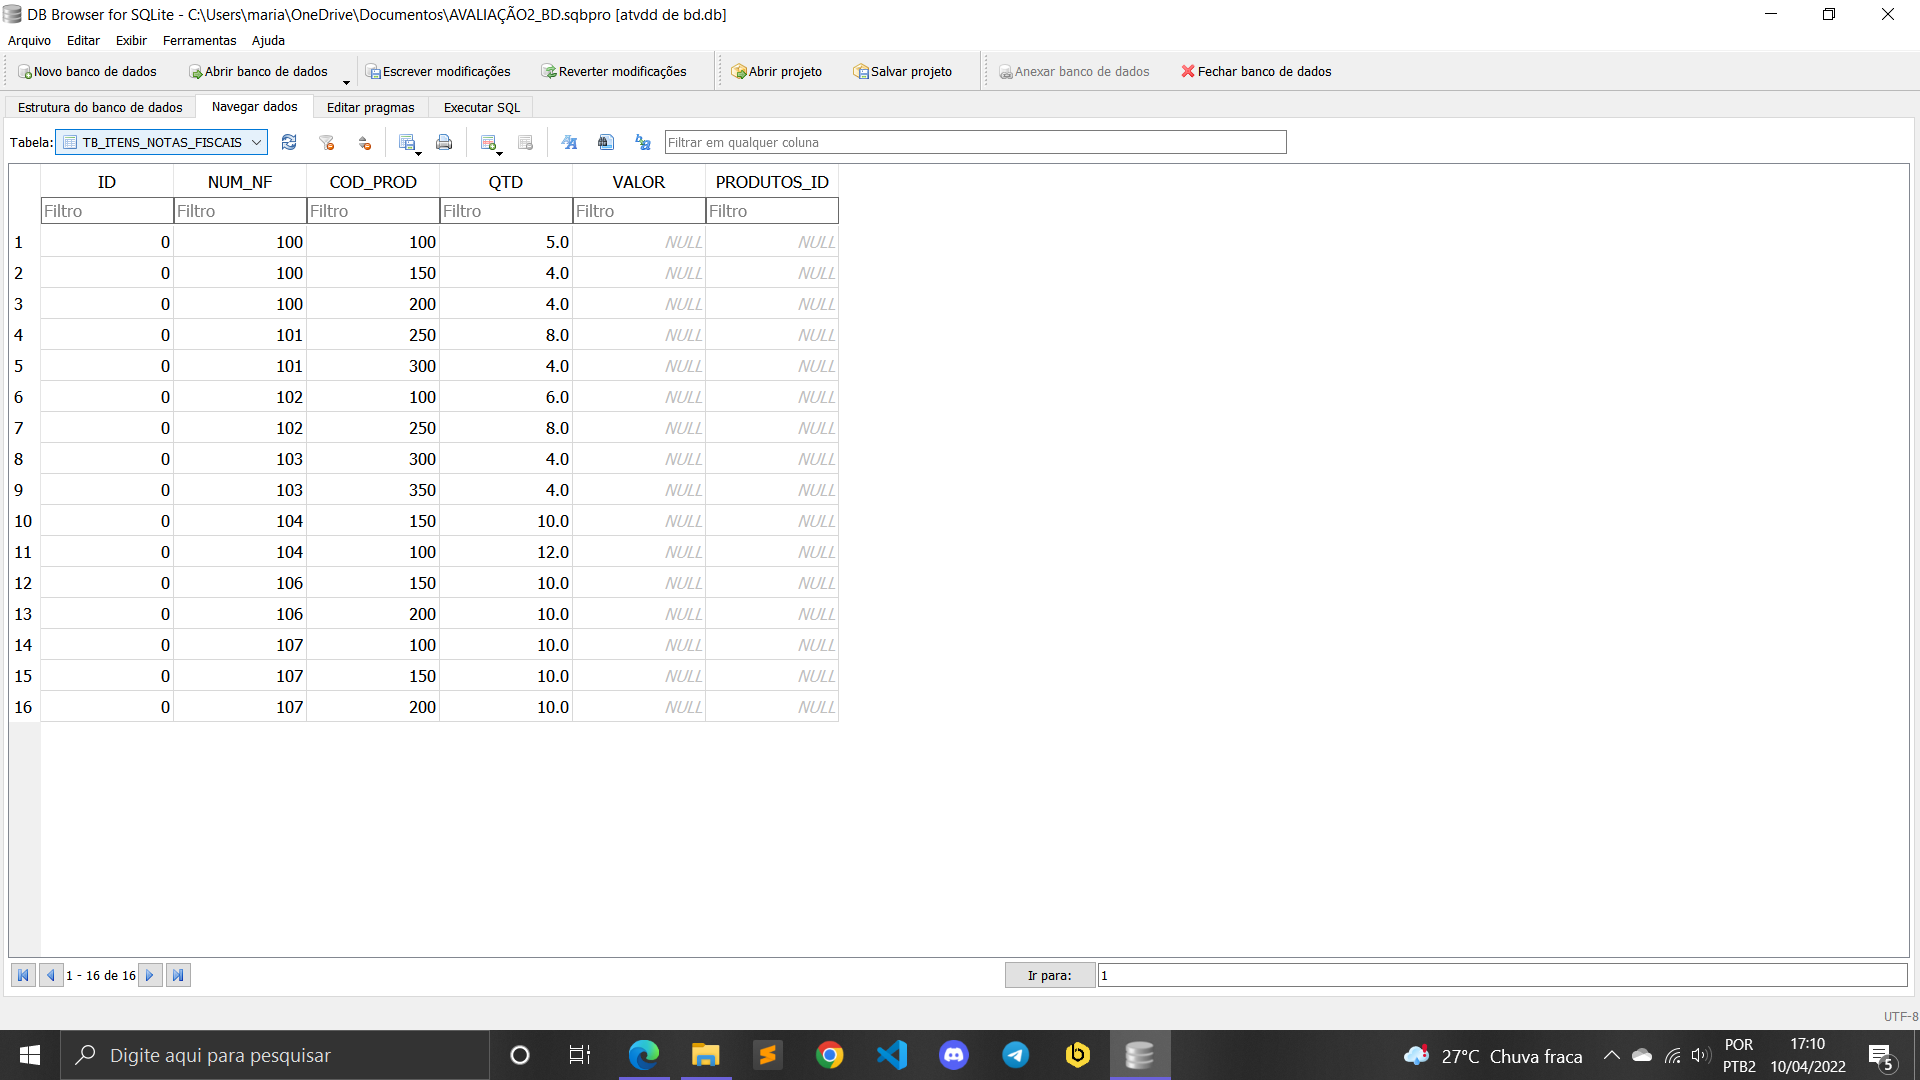 DB Browser for SQLite - C:\Users\maria\OneDrive\Documentos\AVALIAÇÃO2_BD.sqbpro [atvdd de bd.db]
Arquivo Editar Exibir Ferramentas Ajuda
Novo banco de dados Abrir banco de dados Escrever modificações Reverter modificações Abrir projeto Salvar projeto Anexar banco de dados Fechar banco de dados
Estrutura do banco de dados Navegar dados Editar pragmas Executar SQL
Tabela: TB_ITENS_NOTAS_FISCAIS Filtrar em qualquer coluna
ID NUM_NF COD_PROD QTD VALOR PRODUTOS_ID
Filtro Filtro Filtro Filtro Filtro Filtro
1 0 100 100 5.0 NULL NULL
2 0 100 150 4.0 NULL NULL
3 0 100 200 4.0 NULL NULL
4 0 101 250 8.0 NULL NULL
5 0 101 300 4.0 NULL NULL
6 0 102 100 6.0 NULL NULL
7 0 102 250 8.0 NULL NULL
8 0 103 300 4.0 NULL NULL
9 0 103 350 4.0 NULL NULL
10 0 104 150 10.0 NULL NULL
11 0 104 100 12.0 NULL NULL
12 0 106 150 10.0 NULL NULL
13 0 106 200 10.0 NULL NULL
14 0 107 100 10.0 NULL NULL
15 0 107 150 10.0 NULL NULL
16 0 107 200 10.0 NULL NULL
1 - 16 de 16 Ir para: 1
UTF-8
Digite aqui para pesquisar 27°C Chuva fraca POR 17:10
PTB2 10/04/2022 5